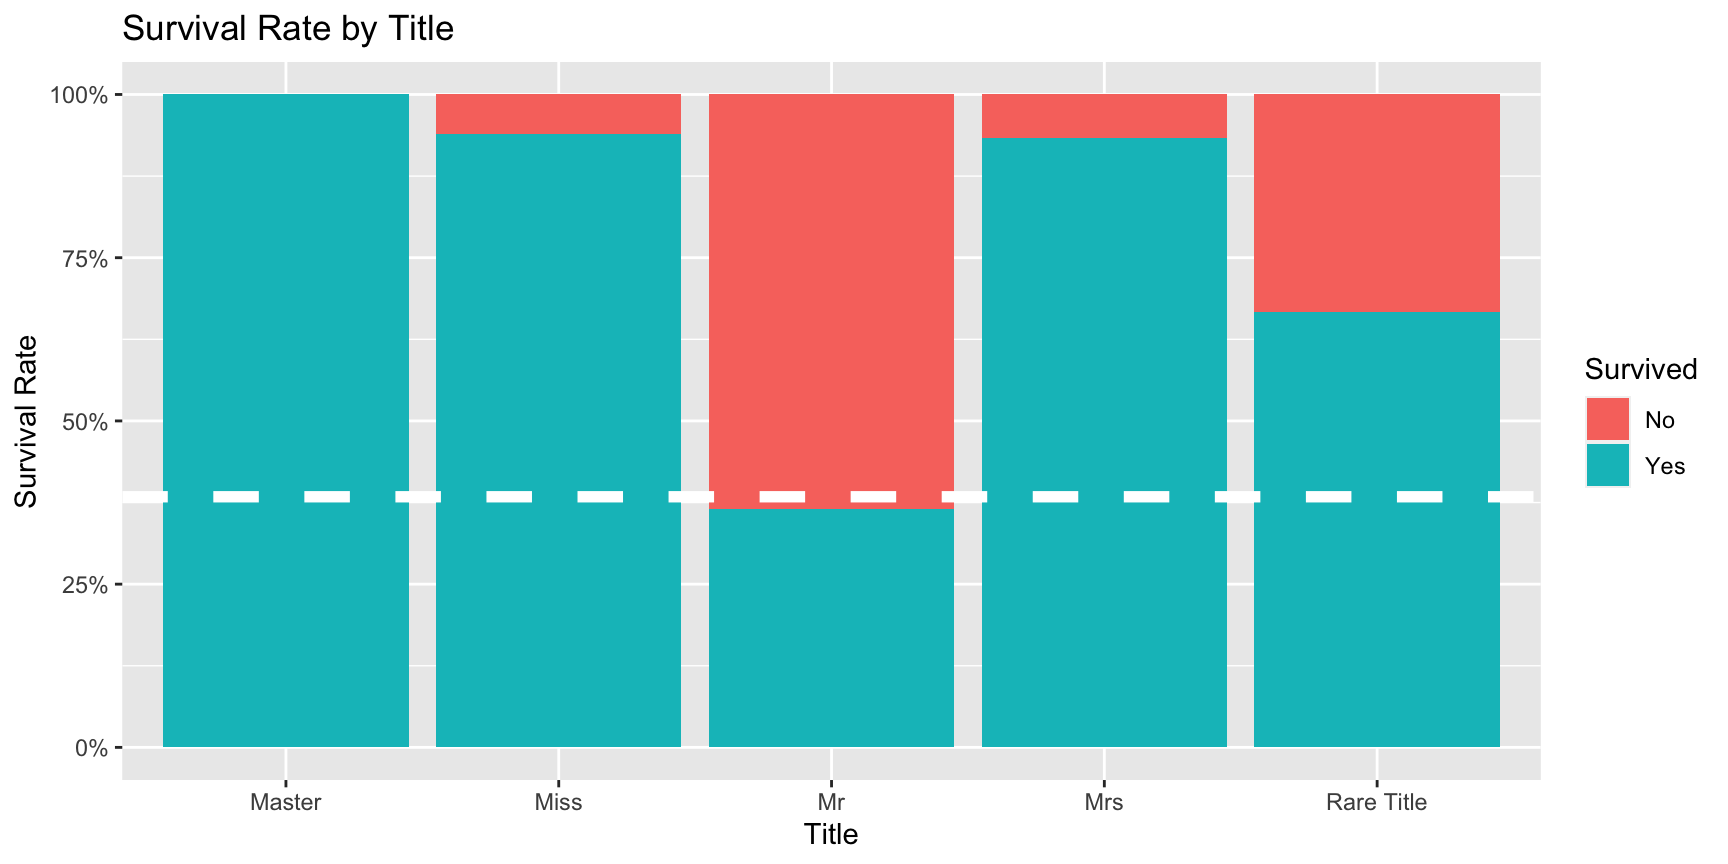 Survival Rate by Title
Survival Rate
100%
75%
50%
25%
0%
Master
Miss
Mr
Mrs
Rare Title
Title
Survived
No
Yes